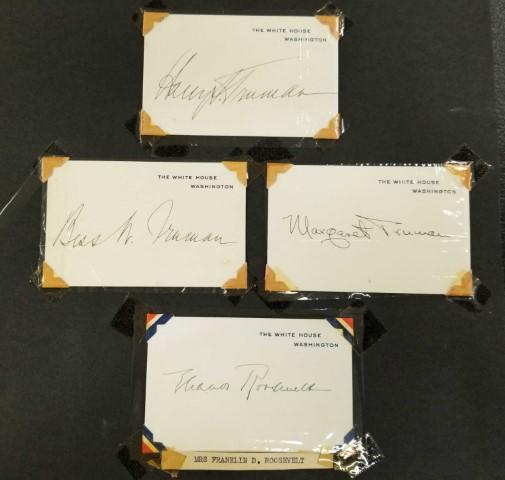 THE WHITE HOUSE
WASHINGTON
Harry S. Truman
THE WHITE HOUSE
WASHINGTON
Bess W. Truman
THE WHITE HOUSE
WASHINGTON
Margaret Truman
THE WHITE HOUSE
WASHINGTON
Eleanor Roosevelt
MRS FRANKLIN D. ROOSEVELT